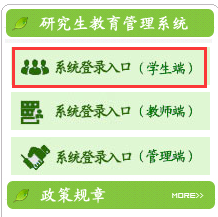 研究生教育管理系统
系统登录入口（学生端）
系统登录入口（教师端）
系统登录入口（管理端）
政策规章
MORE>>